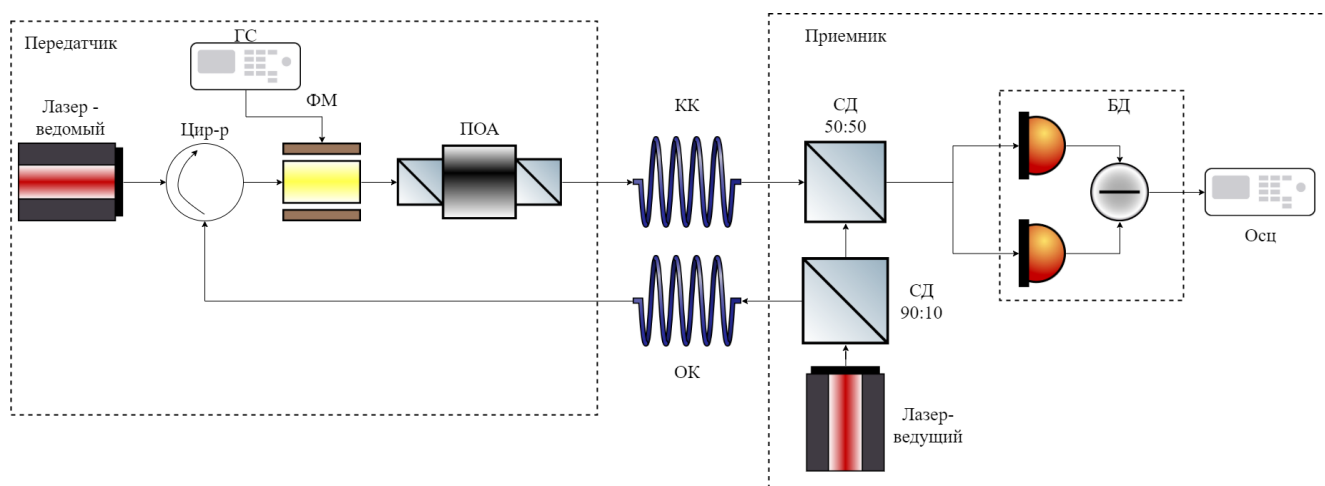 Передатчик
ГС
Приемник
Лазер -
ведомый
Цир-р
ФМ
ПОА
КК
СД
50:50
БД
Осц
ОК
СД
90:10
Лазер-
ведущий